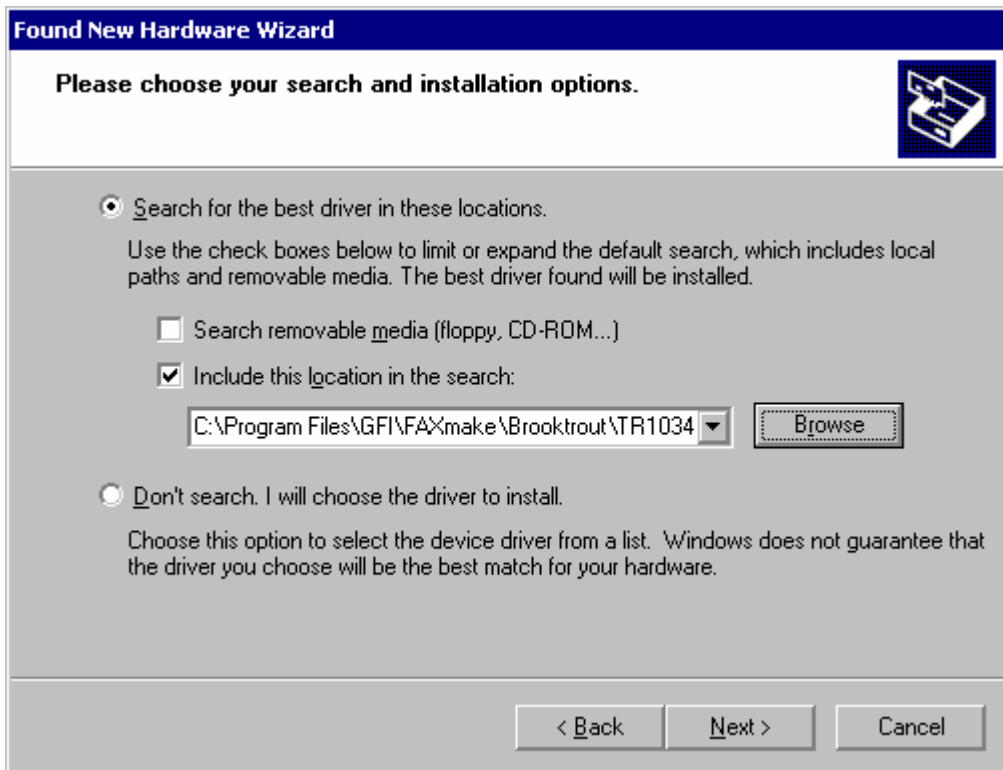 Found New Hardware Wizard
Please choose your search and installation options.
Search for the best driver in these locations.
Use the check boxes below to limit or expand the default search, which includes local
paths and removable media. The best driver found will be installed.
Search removable media (floppy, CD-ROM...)
Include this location in the search:
C:\Program Files\GFI\FAXmake\Brooktrout\TR1034
Browse
Don't search. I will choose the driver to install.
Choose this option to select the device driver from a list.  Windows does not guarantee that
the driver you choose will be the best match for your hardware.
< Back
Next >
Cancel